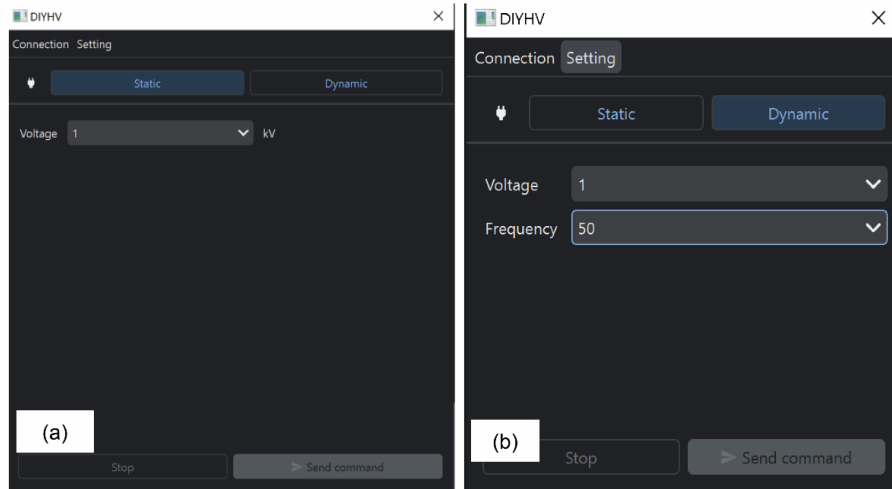 DIYHV
Connection Setting
Static Dynamic
Voltage 1 kV
(a)
Stop Send command
DIYHV
Connection Setting
Static Dynamic
Voltage 1
Frequency 50
(b)
Stop Send command